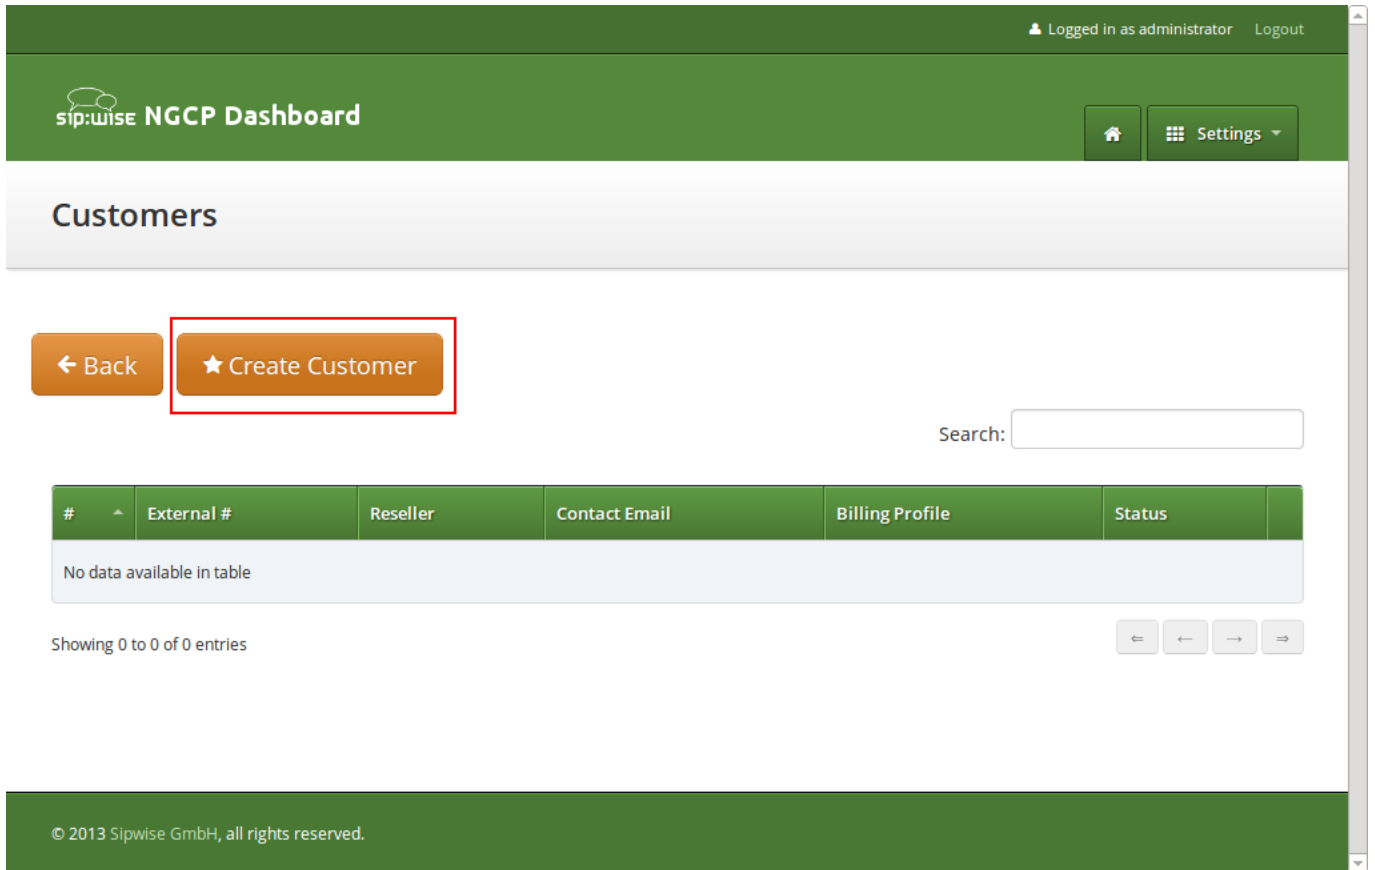 Logged in as administrator Logout
sip:wise NGCP Dashboard
Settings
Customers
Back Create Customer
Search:
# External # Reseller Contact Email Billing Profile Status
No data available in table
Showing 0 to 0 of 0 entries
© 2013 Sipwise GmbH, all rights reserved.